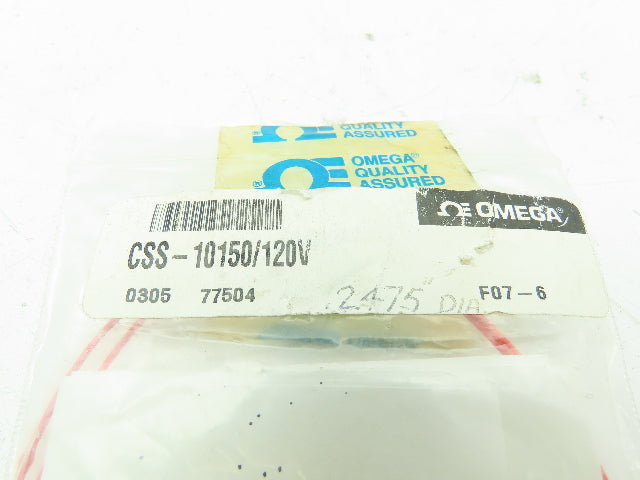 QUALITY
ASSURED
OMEGA®
QUALITY
ASSURED
OMEGA
CSS-10150/120V
0305 77504 F07-6
.2475 DIA